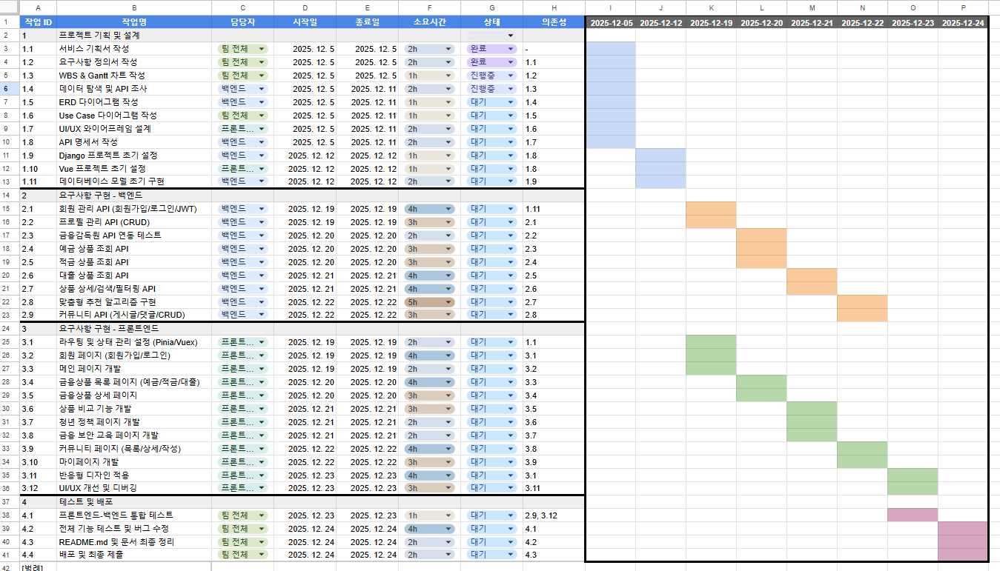 A B C D E F G H I J K L M N O P
1 작업 ID 작업명 담당자 시작일 종료일 소요시간 상태 의존성 2025-12-05 2025-12-12 2025-12-19 2025-12-20 2025-12-21 2025-12-22 2025-12-23 2025-12-24
2 1 프로젝트 기획 및 설계
3 1.1 서비스 기획서 작성 팀 전체 2025. 12. 5 2025. 12. 5 2h 완료 -
4 1.2 요구사항 정의서 작성 팀 전체 2025. 12. 5 2025. 12. 5 2h 완료 1.1
5 1.3 WBS & Gantt 차트 작성 팀 전체 2025. 12. 5 2025. 12. 5 1h 진행중 1.2
6 1.4 데이터 탐색 및 API 조사 백엔드 2025. 12. 5 2025. 12. 11 2h 진행중 1.3
7 1.5 ERD 다이어그램 작성 백엔드 2025. 12. 5 2025. 12. 11 1h 대기 1.4
8 1.6 Use Case 다이어그램 작성 팀 전체 2025. 12. 5 2025. 12. 11 1h 대기 1.5
9 1.7 UI/UX 와이어프레임 설계 프론트... 2025. 12. 5 2025. 12. 11 2h 대기 1.6
10 1.8 API 명세서 작성 백엔드 2025. 12. 5 2025. 12. 11 2h 대기 1.7
11 1.9 Django 프로젝트 초기 설정 백엔드 2025. 12. 12 2025. 12. 12 1h 대기 1.8
12 1.10 Vue 프로젝트 초기 설정 프론트... 2025. 12. 12 2025. 12. 12 1h 대기 1.8
13 1.11 데이터베이스 모델 초기 구현 백엔드 2025. 12. 12 2025. 12. 12 2h 대기 1.9
14 2 요구사항 구현 - 백엔드
15 2.1 회원 관리 API (회원가입/로그인/JWT) 백엔드 2025. 12. 19 2025. 12. 19 4h 대기 1.11
16 2.2 프로필 관리 API (CRUD) 백엔드 2025. 12. 19 2025. 12. 19 3h 대기 2.1
17 2.3 금융감독원 API 연동 테스트 백엔드 2025. 12. 20 2025. 12. 20 2h 대기 2.2
18 2.4 예금 상품 조회 API 백엔드 2025. 12. 20 2025. 12. 20 3h 대기 2.3
19 2.5 적금 상품 조회 API 백엔드 2025. 12. 20 2025. 12. 20 3h 대기 2.4
20 2.6 대출 상품 조회 API 백엔드 2025. 12. 21 2025. 12. 21 4h 대기 2.5
21 2.7 상품 상세/검색/필터링 API 백엔드 2025. 12. 21 2025. 12. 21 4h 대기 2.6
22 2.8 맞춤형 추천 알고리즘 구현 백엔드 2025. 12. 22 2025. 12. 22 5h 대기 2.7
23 2.9 커뮤니티 API (게시글/댓글/CRUD) 백엔드 2025. 12. 22 2025. 12. 22 3h 대기 2.8
24 3 요구사항 구현 - 프론트엔드
25 3.1 라우팅 및 상태 관리 설정 (Pinia/Vuex) 프론트... 2025. 12. 19 2025. 12. 19 2h 대기 1.1
26 3.2 회원 페이지 (회원가입/로그인) 프론트... 2025. 12. 19 2025. 12. 19 4h 대기 3.1
27 3.3 메인 페이지 개발 프론트... 2025. 12. 19 2025. 12. 19 2h 대기 3.2
28 3.4 금융상품 목록 페이지 (예금/적금/대출) 프론트... 2025. 12. 20 2025. 12. 20 4h 대기 3.3
29 3.5 금융상품 상세 페이지 프론트... 2025. 12. 20 2025. 12. 20 3h 대기 3.4
30 3.6 상품 비교 기능 개발 프론트... 2025. 12. 21 2025. 12. 21 3h 대기 3.5
31 3.7 청년 정책 페이지 개발 프론트... 2025. 12. 21 2025. 12. 21 2h 대기 3.6
32 3.8 금융 보안 교육 페이지 개발 프론트... 2025. 12. 21 2025. 12. 21 2h 대기 3.7
33 3.9 커뮤니티 페이지 (목록/상세/작성) 프론트... 2025. 12. 22 2025. 12. 22 4h 대기 3.8
34 3.10 마이페이지 개발 프론트... 2025. 12. 22 2025. 12. 22 3h 대기 3.9
35 3.11 반응형 디자인 적용 프론트... 2025. 12. 23 2025. 12. 23 4h 대기 3.1
36 3.12 UI/UX 개선 및 디버깅 프론트... 2025. 12. 23 2025. 12. 23 3h 대기 3.11
37 4 테스트 및 배포
38 4.1 프론트엔드-백엔드 통합 테스트 팀 전체 2025. 12. 23 2025. 12. 23 1h 대기 2.9, 3.12
39 4.2 전체 기능 테스트 및 버그 수정 팀 전체 2025. 12. 24 2025. 12. 24 4h 대기 4.1
40 4.3 README.md 및 문서 최종 정리 팀 전체 2025. 12. 24 2025. 12. 24 2h 대기 4.2
41 4.4 배포 및 최종 제출 팀 전체 2025. 12. 24 2025. 12. 24 2h 대기 4.3
42 [범례]